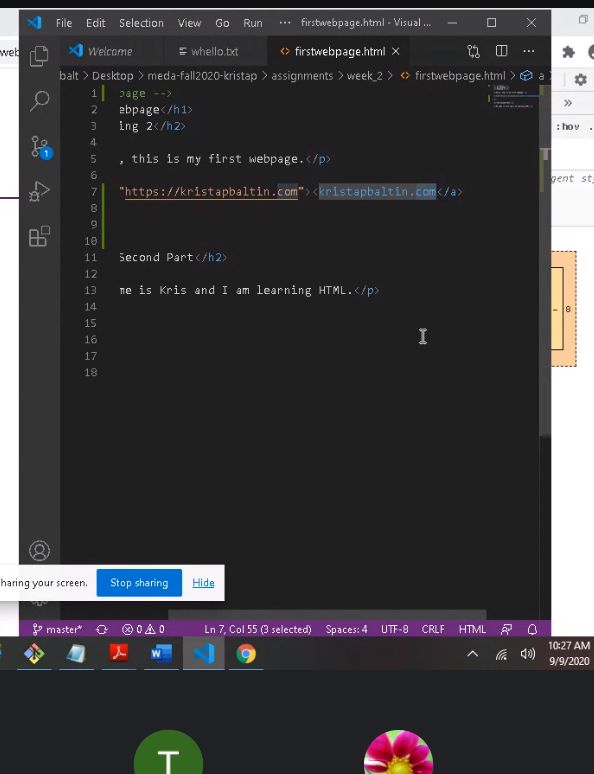 File Edit Selection View Go Run ··· firstwebpage.html - Visual ...
Welcome whello.txt firstwebpage.html
balt > Desktop > meda-fall2020-kristap > assignments > week_2 > firstwebpage.html > a
1 page -->
2 ebpage</h1>
3 ing 2</h2>
4
5 , this is my first webpage.</p>
6
7 "https://kristapbaltin.com"><kristapbaltin.com</a>
8
9
10
11 Second Part</h2>
12
13 me is Kris and I am learning HTML.</p>
14
15
16
17
18
web
:hov .
gent st
8
1
haring your screen. Stop sharing Hide
master* 0 0 Ln 7, Col 55 (3 selected) Spaces: 4 UTF-8 CRLF HTML
10:27 AM
9/9/2020
T